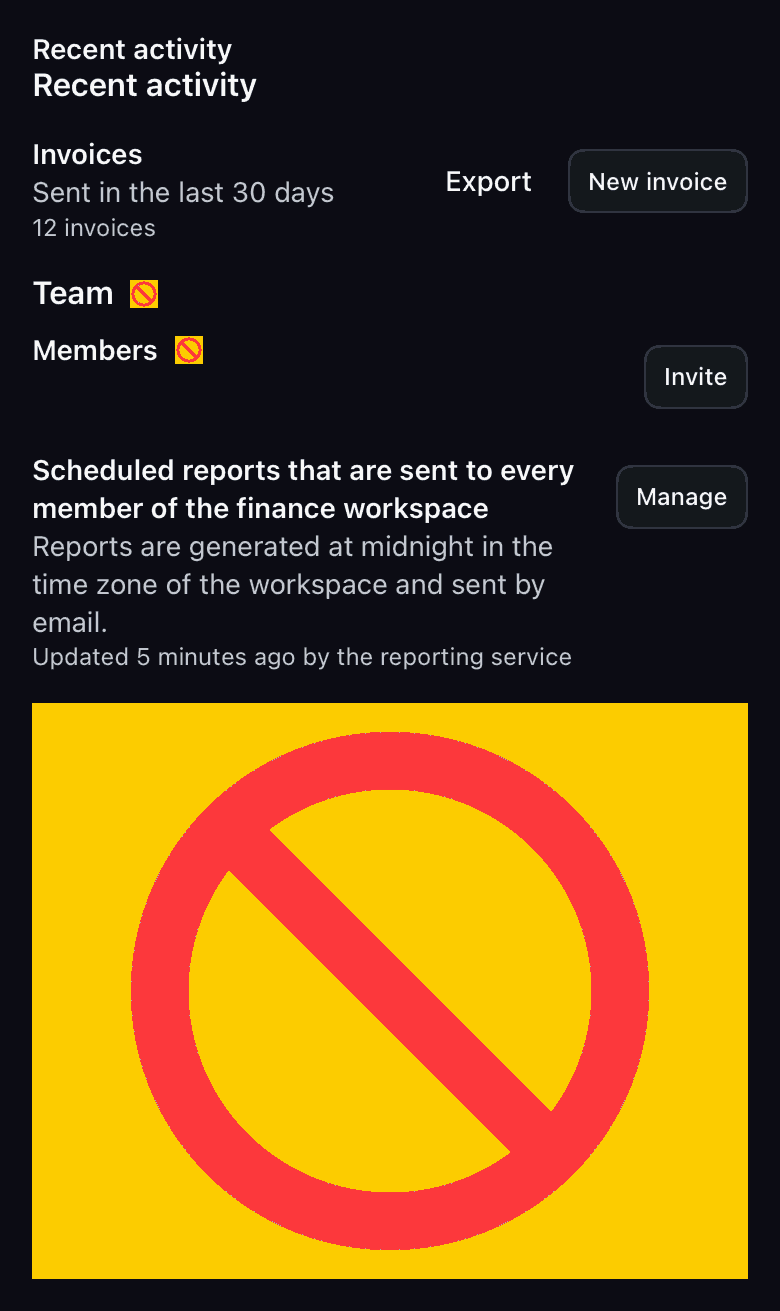 Recent activity
Recent activity
Invoices
Sent in the last 30 days
12 invoices
Export
New invoice
Team
Members
Invite
Scheduled reports that are sent to every
member of the finance workspace
Reports are generated at midnight in the
time zone of the workspace and sent by
email.
Updated 5 minutes ago by the reporting service
Manage